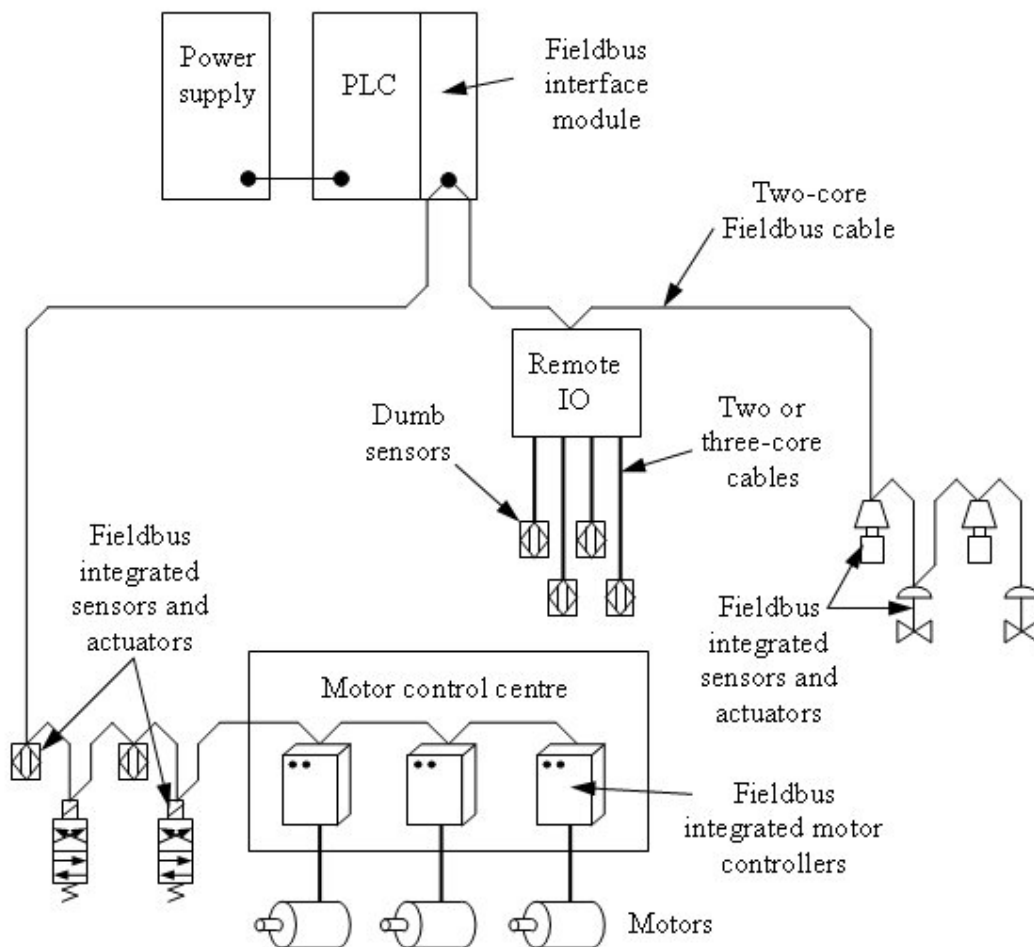 Power
supply
PLC
Fieldbus
interface
module
Two-core
Fieldbus cable
Remote
IO
Dumb
sensors
Two or
three-core
cables
Fieldbus
integrated
sensors and
actuators
Fieldbus
integrated
sensors and
actuators
Motor control centre
Fieldbus
integrated motor
controllers
Motors